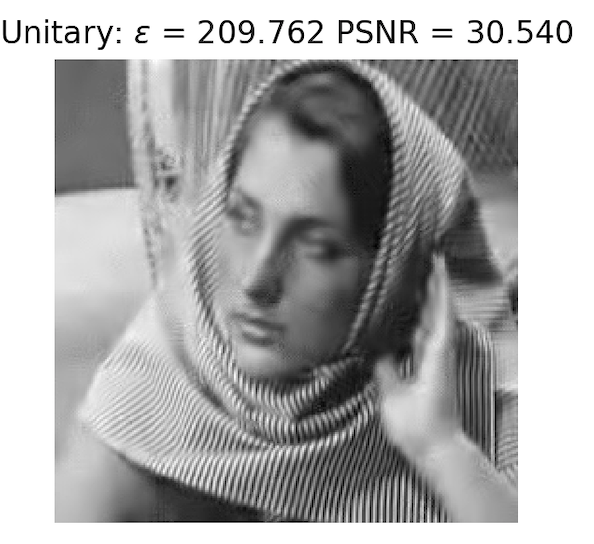 Unitary: ε = 209.762 PSNR = 30.540